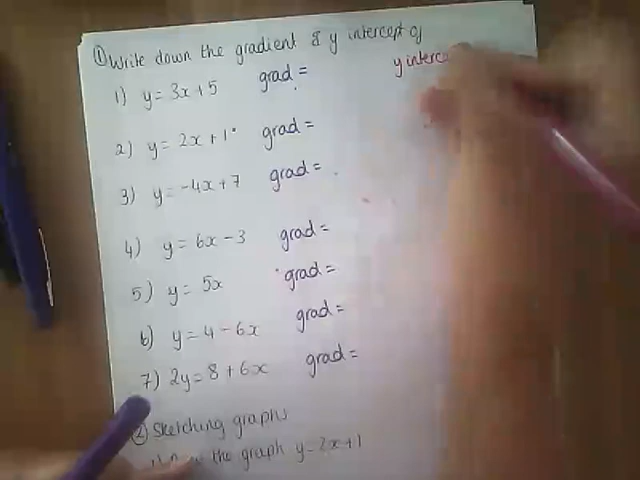 ① Write down the gradient & y intercept of
1) y = 3x + 5 grad = y
2) y = 2x + 1 grad =
3) y = -4x + 7 grad =
4) y = 6x - 3 grad =
5) y = 5x grad =
6) y = 4 - 6x grad =
7) 2y = 8 + 6x grad =
② Sketching graphs
the graph y = 2x + 1